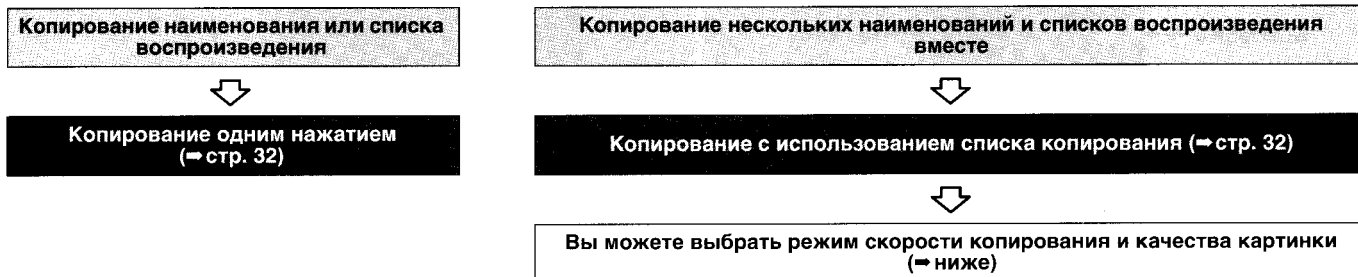 Копирование наименования или списка
воспроизведения
Копирование одним нажатием
(➡стр. 32)
Копирование нескольких наименований и списков воспроизведения
вместе
Копирование с использованием списка копирования (➡стр. 32)
Вы можете выбрать режим скорости копирования и качества картинки
(➡ниже)